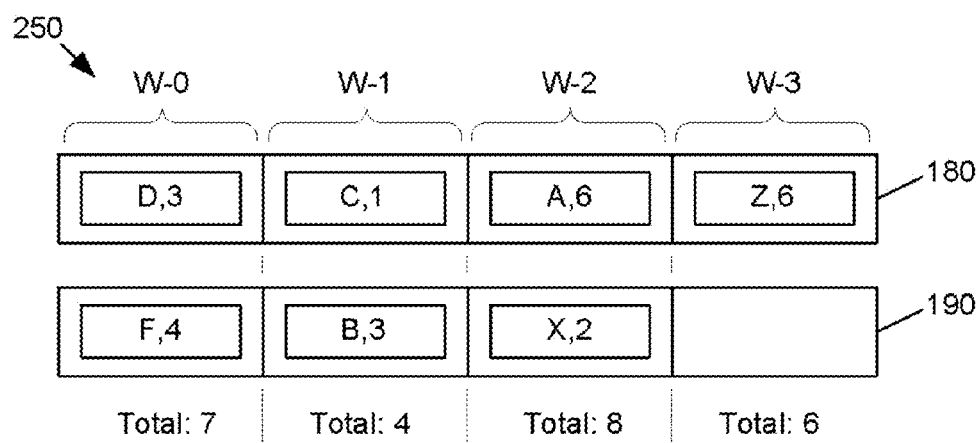 250
W-0 W-1 W-2 W-3
D,3 C,1 A,6 Z,6 180
F,4 B,3 X,2 190
Total: 7 Total: 4 Total: 8 Total: 6